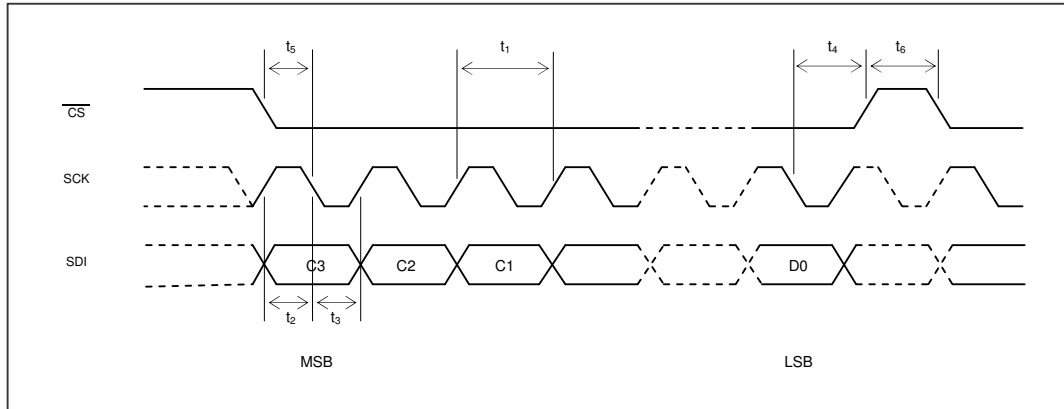 t₅ t₁ t₄ t₆
CS
SCK
SDI C3 C2 C1 D0
t₂ t₃
MSB LSB